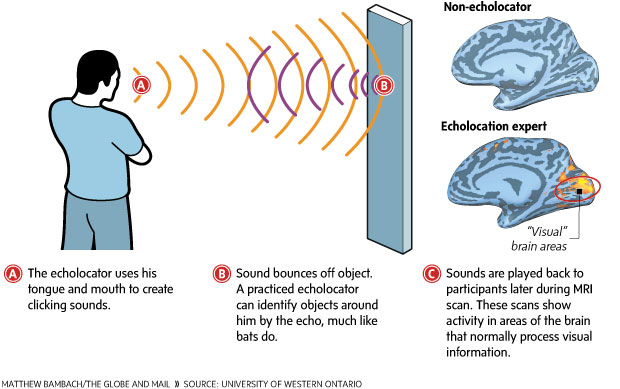 Non-echolocator
A
B
Echolocation expert
"Visual"
brain areas
A The echolocator uses his
tongue and mouth to create
clicking sounds.
B Sound bounces off object.
A practiced echolocator
can identify objects around
him by the echo, much like
bats do.
C Sounds are played back to
participants later during MRI
scan. These scans show
activity in areas of the brain
that normally process visual
information.
MATTHEW BAMBACH/THE GLOBE AND MAIL » SOURCE: UNIVERSITY OF WESTERN ONTARIO